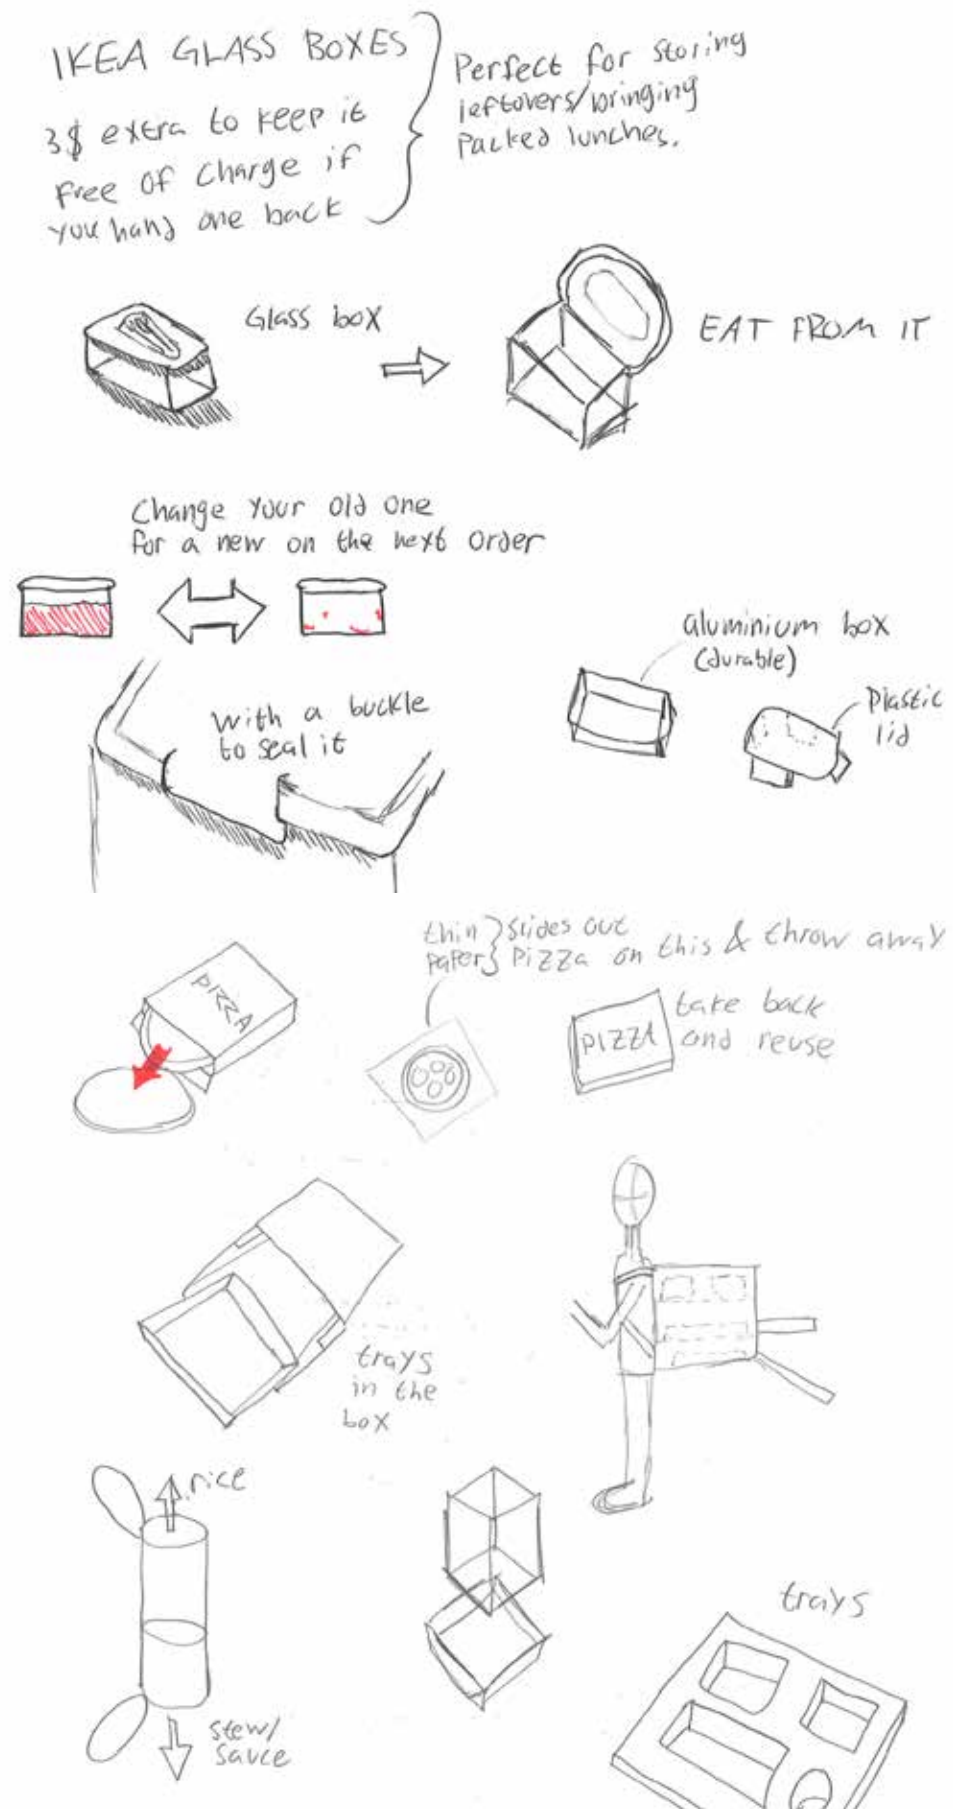 IKEA GLASS BOXES
3$ extra to keep it
Free of charge if
you hand one back
Perfect for storing
leftovers/bringing
Packed lunches.
Glass box
EAT FROM IT
Change your old one
for a new on the next order
With a buckle
to seal it
aluminium box
(durable)
Plastic
lid
thin
paper
slides out
Pizza on this & throw away
PIZZA
PIZZA
take back
and reuse
trays
in the
box
rice
stew/
sauce
trays